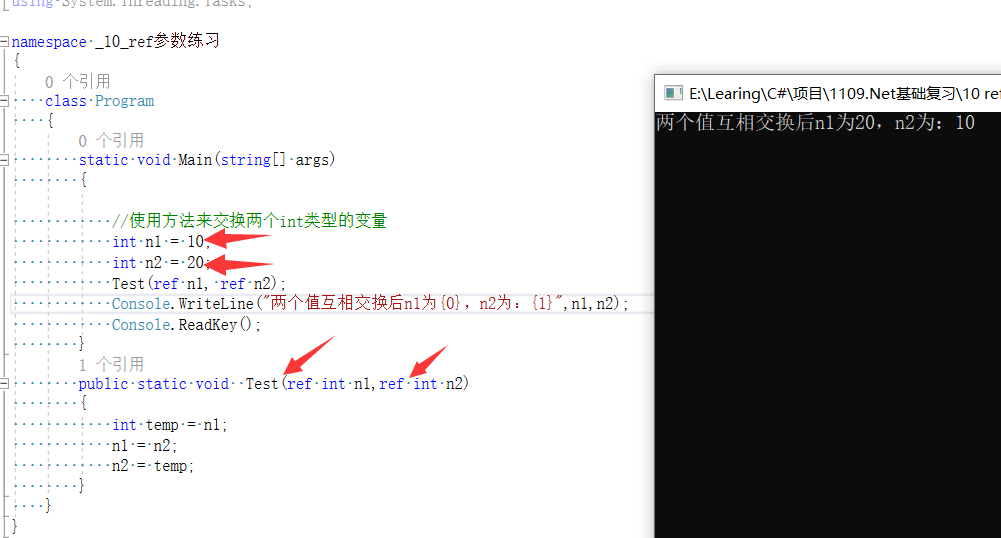 using System.Threading.Tasks;
namespace _10_ref参数练习
{
0 个引用
class Program
{
0 个引用
static void Main(string[] args)
{
//使用方法来交换两个int类型的变量
int n1 = 10;
int n2 = 20;
Test(ref n1, ref n2);
Console.WriteLine("两个值互相交换后n1为{0}，n2为：{1}",n1,n2);
Console.ReadKey();
}
1 个引用
public static void  Test(ref int n1,ref int n2)
{
int temp = n1;
n1 = n2;
n2 = temp;
}
}
}
E:\Learing\C#\项目\1109.Net基础复习\10 ref
两个值互相交换后n1为20，n2为：10